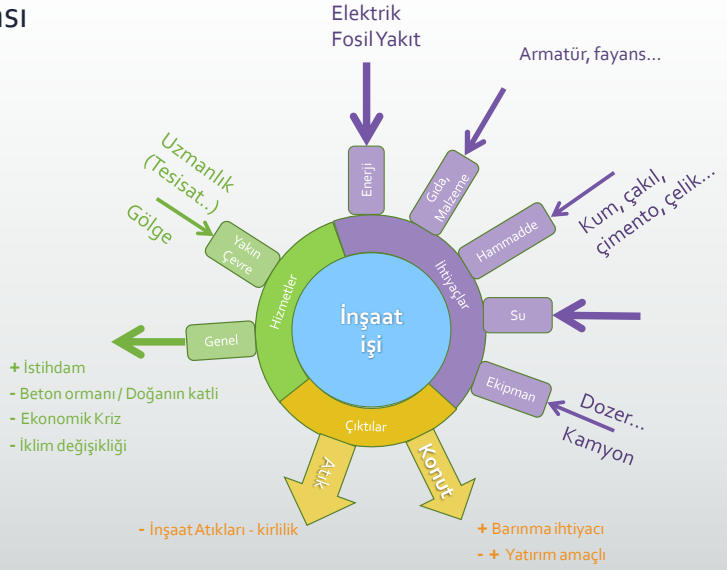 ası
Elektrik
Fosil Yakıt
Armatür, fayans...
Uzmanlık
(Tesisat..)
Gölge
Kum, çakıl,
çimento, çelik...
Enerji
Gıda,
Malzeme
Hammadde
Su
Ekipman
Dozer...
Kamyon
Yakın
Çevre
Genel
Hizmetler
İhtiyaçlar
İnşaat
işi
Çıktılar
Atık
Konut
+ İstihdam
- Beton ormanı / Doğanın katli
- Ekonomik Kriz
- İklim değişikliği
- İnşaat Atıkları - kirlilik
+ Barınma ihtiyacı
- + Yatırım amaçlı